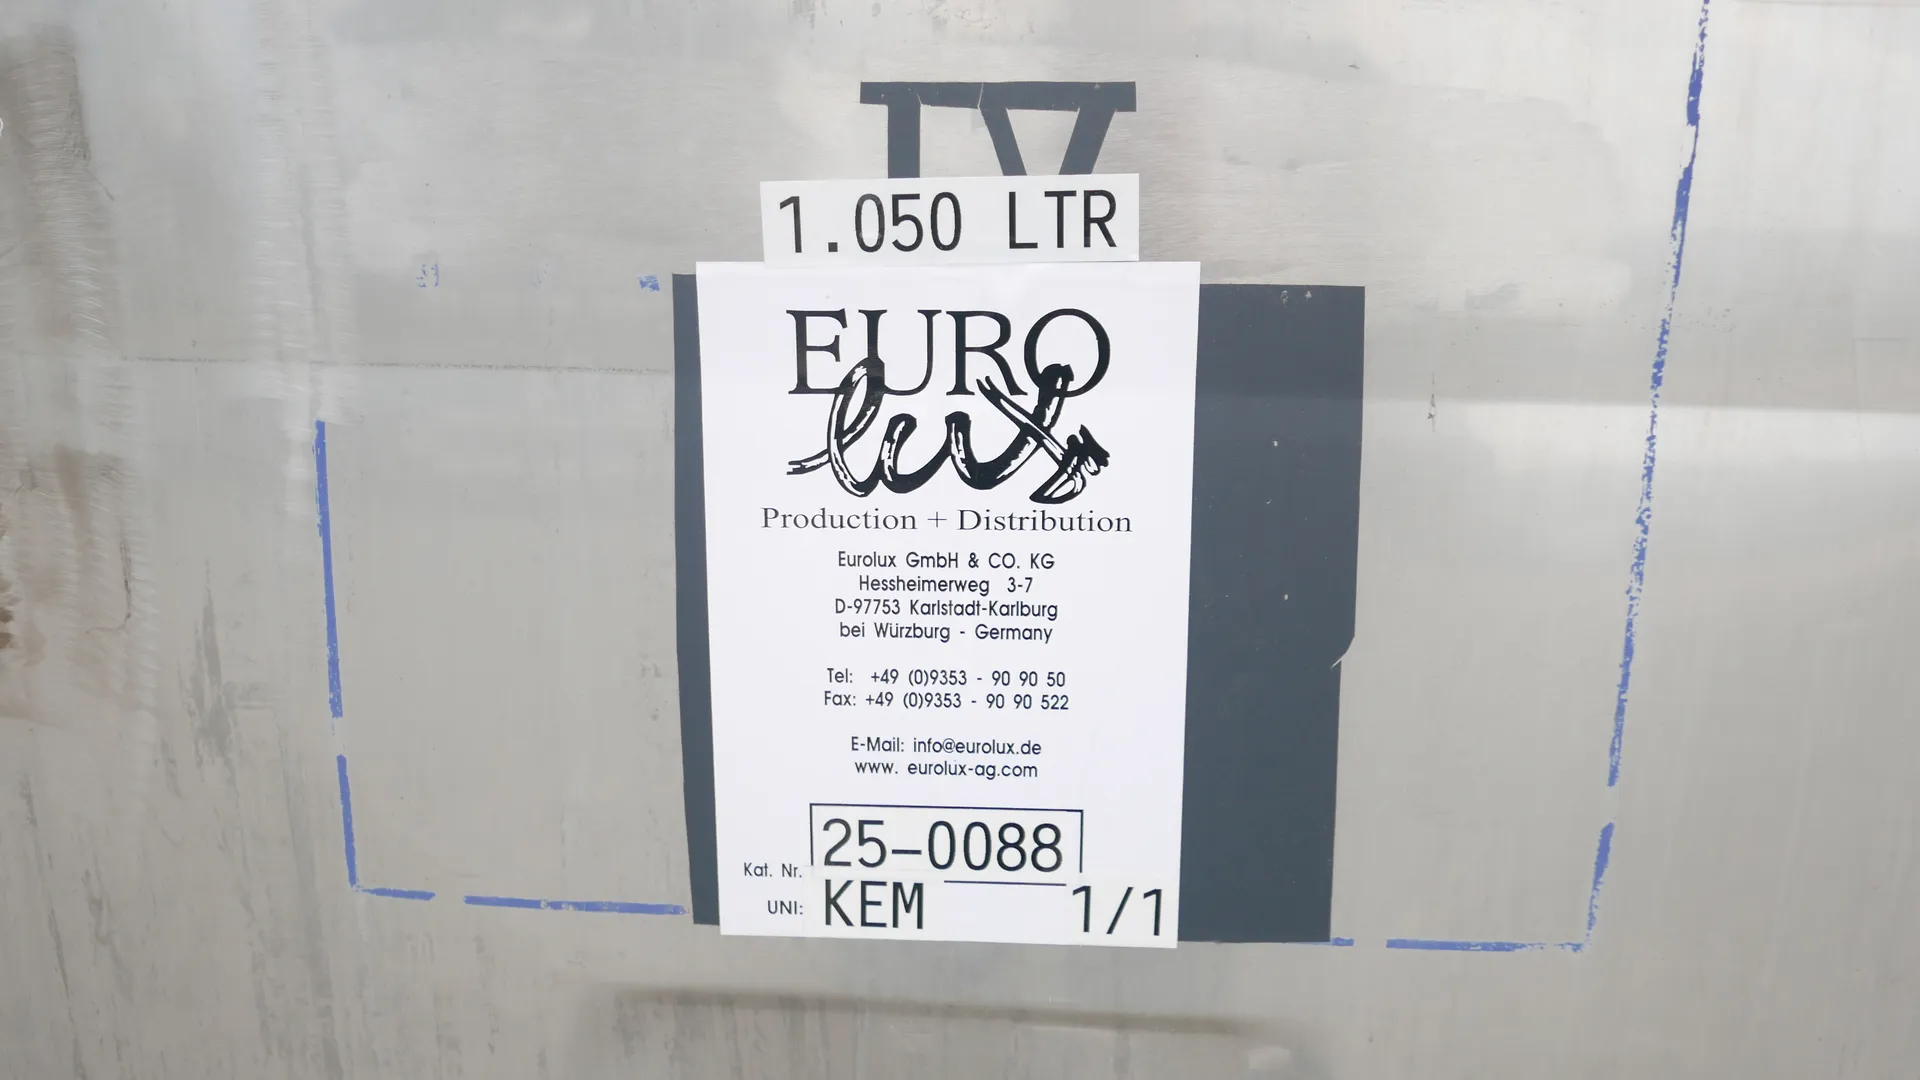 IV
1.050 LTR
EURO
lux
Production + Distribution
Eurolux GmbH & CO. KG
Hessheimerweg 3-7
D-97753 Karlstadt-Karlburg
bei Würzburg - Germany
Tel: +49 (0)9353 - 90 90 50
Fax: +49 (0)9353 - 90 90 522
E-Mail: info@eurolux.de
www. eurolux-ag.com
Kat. Nr. 25-0088
UNI: KEM 1/1